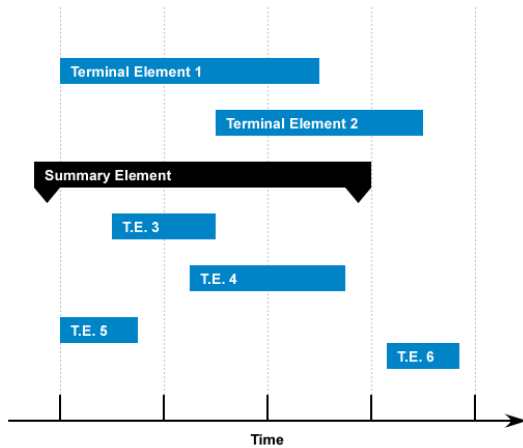 Terminal Element 1
Terminal Element 2
Summary Element
T.E. 3
T.E. 4
T.E. 5
T.E. 6
Time